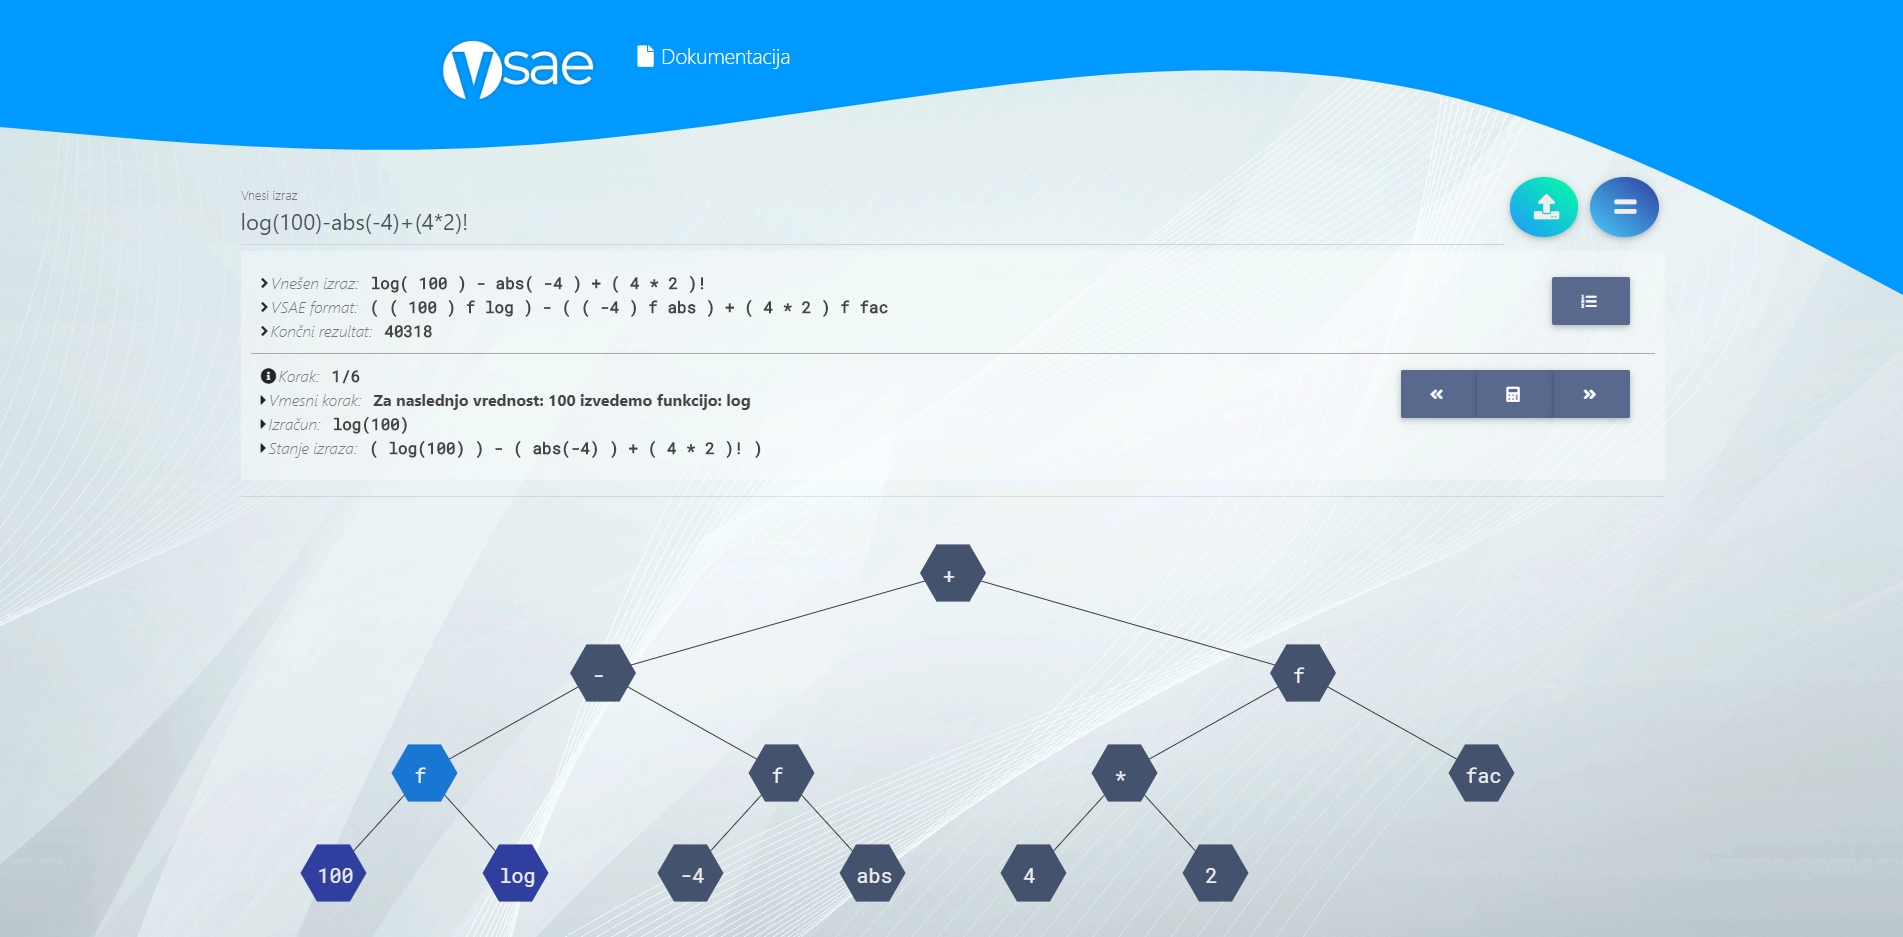 Vsae
Dokumentacija
Vnesi izraz
log(100)-abs(-4)+(4*2)!
Vnešen izraz: log( 100 ) - abs( -4 ) + ( 4 * 2 )!
VSAE format: ( ( 100 ) f log ) - ( ( -4 ) f abs ) + ( 4 * 2 ) f fac
Končni rezultat: 40318
Korak: 1/6
Vmesni korak: Za naslednjo vrednost: 100 izvedemo funkcijo: log
Izračun: log(100)
Stanje izraza: ( log(100) ) - ( abs(-4) ) + ( 4 * 2 )! )
+
- f
f f * fac
100 log -4 abs 4 2